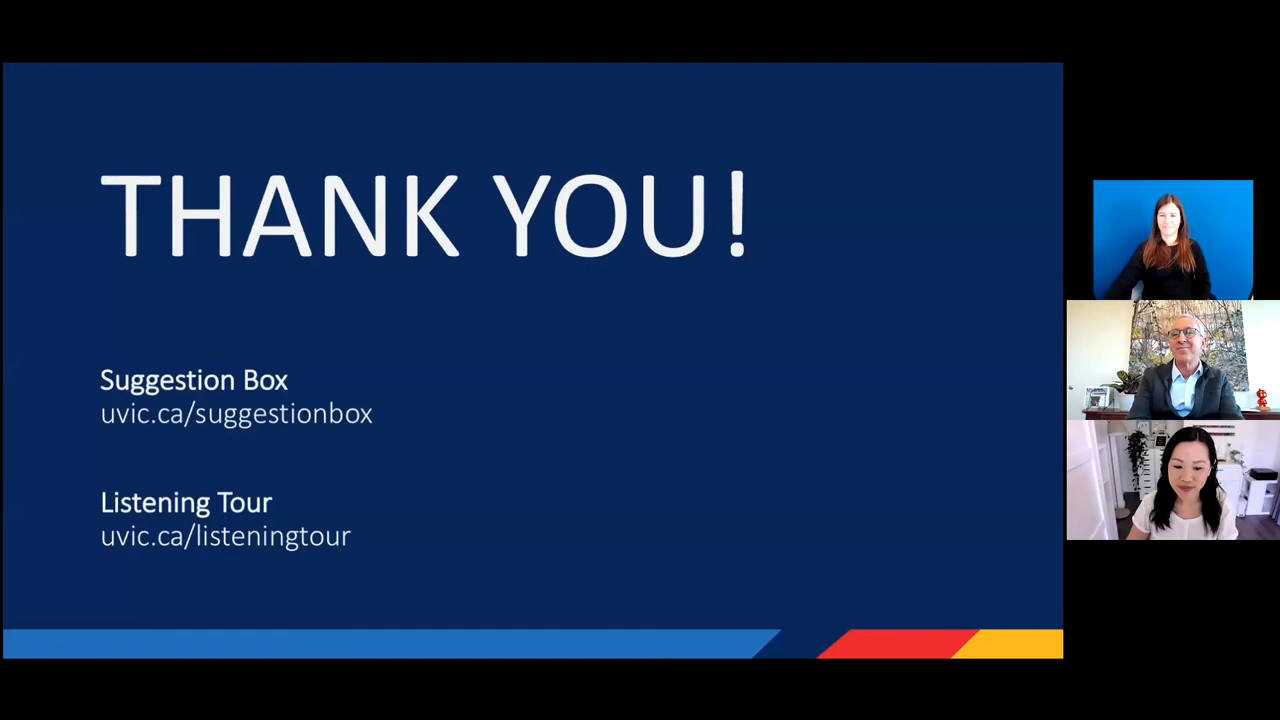 THANK YOU!
Suggestion Box
uvic.ca/suggestionbox
Listening Tour
uvic.ca/listeningtour